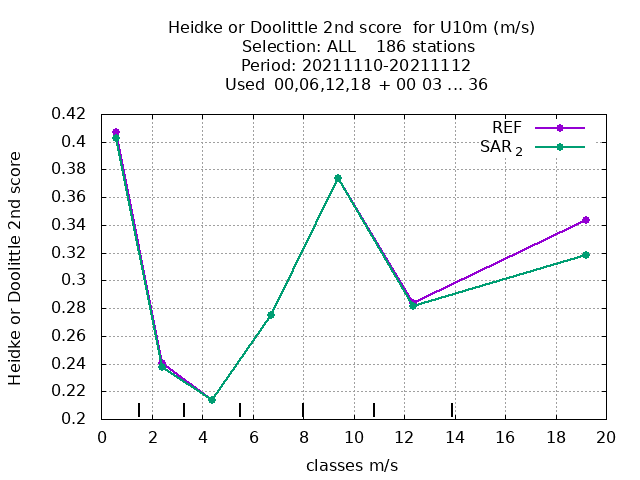 Heidke or Doolittle 2nd score  for U10m (m/s)
Selection: ALL    186 stations
Period: 20211110-20211112
Used  00,06,12,18  + 00 03 ... 36
REF
SAR 2
Heidke or Doolittle 2nd score
0.42
0.4
0.38
0.36
0.34
0.32
0.3
0.28
0.26
0.24
0.22
0.2
0 2 4 6 8 10 12 14 16 18 20
classes m/s